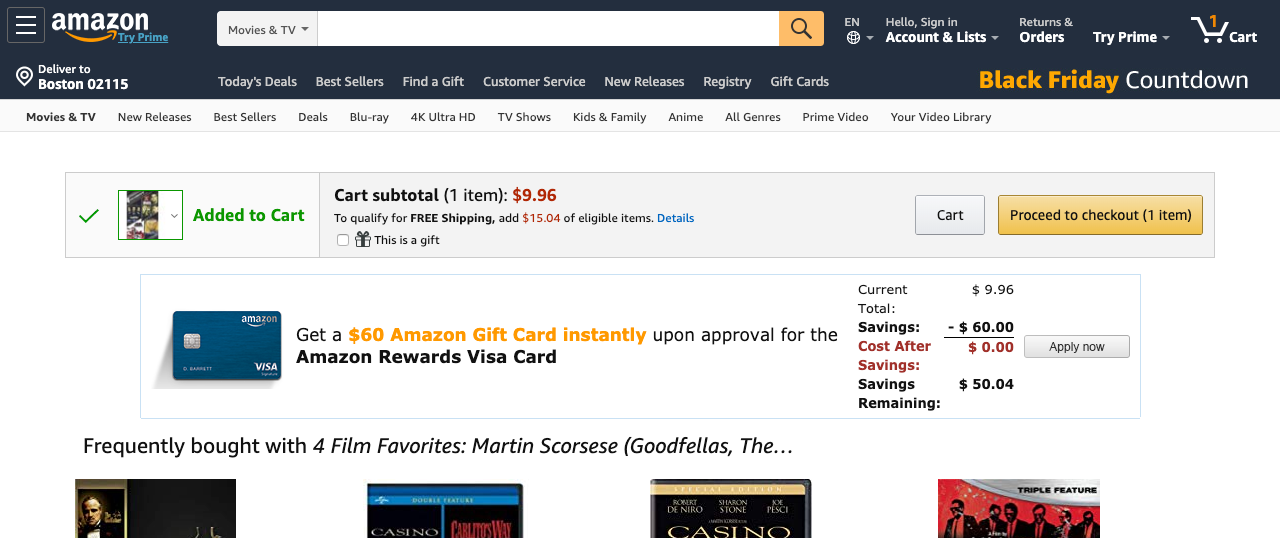 amazon
Try Prime
Movies & TV
EN
Hello, Sign in
Account & Lists
Returns &
Orders
Try Prime
1
Cart
Deliver to
Boston 02115
Today's Deals Best Sellers Find a Gift Customer Service New Releases Registry Gift Cards
Black Friday Countdown
Movies & TV New Releases Best Sellers Deals Blu-ray 4K Ultra HD TV Shows Kids & Family Anime All Genres Prime Video Your Video Library
Added to Cart
Cart subtotal (1 item): $9.96
To qualify for FREE Shipping, add $15.04 of eligible items. Details
This is a gift
Cart
Proceed to checkout (1 item)
amazon
D. BARRETT
VISA
Signature
Get a $60 Amazon Gift Card instantly upon approval for the
Amazon Rewards Visa Card
Current $ 9.96
Total:
Savings: - $ 60.00
Cost After $ 0.00
Savings:
Savings $ 50.04
Remaining:
Apply now
Frequently bought with 4 Film Favorites: Martin Scorsese (Goodfellas, The…
DOUBLE FEATURE
CASINO
CARLITO'S WAY
SPECIAL EDITION
ROBERT DE NIRO
SHARON STONE
JOE PESCI
CASINO
TRIPLE FEATURE